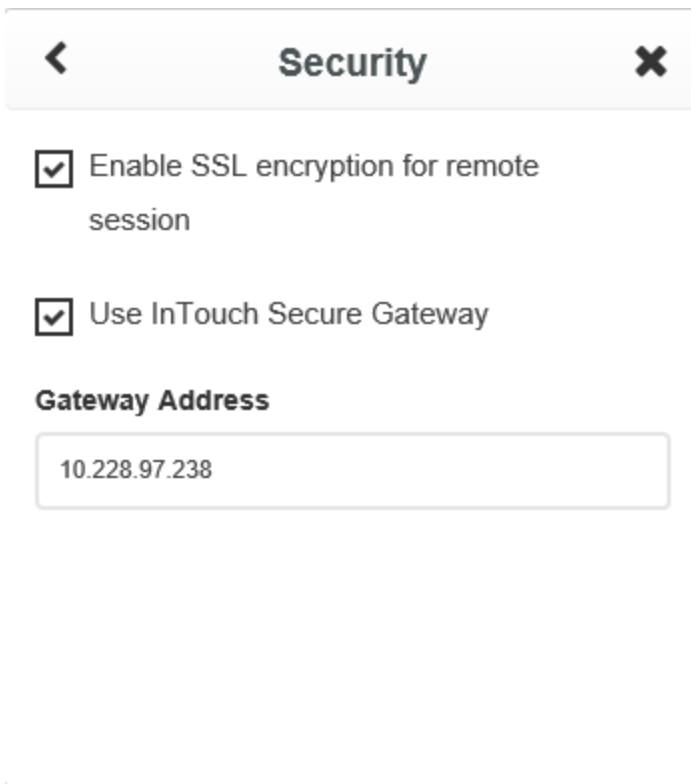 Security
Enable SSL encryption for remote
session
Use InTouch Secure Gateway
Gateway Address
10.228.97.238